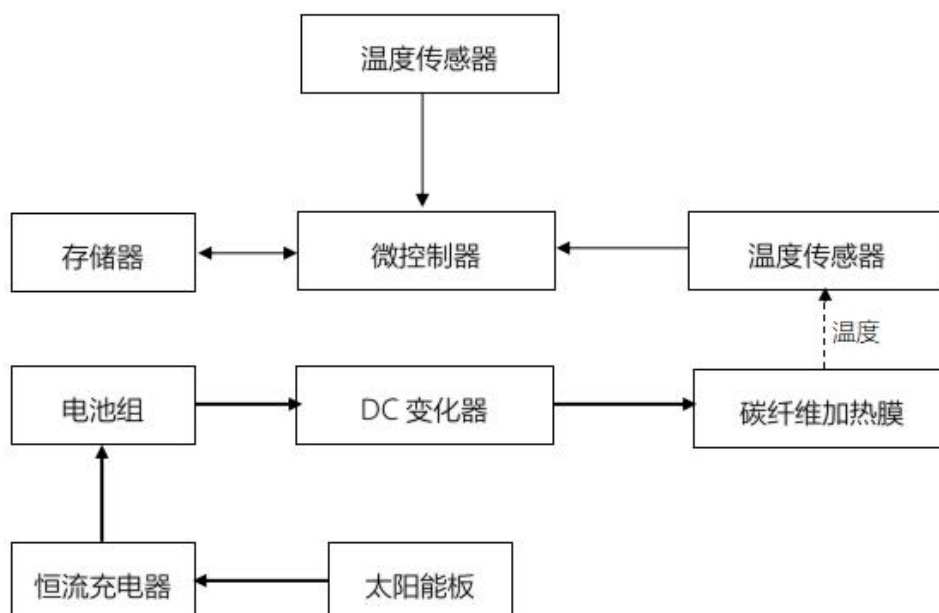 温度传感器
存储器
微控制器
温度传感器
温度
电池组
DC 变化器
碳纤维加热膜
恒流充电器
太阳能板